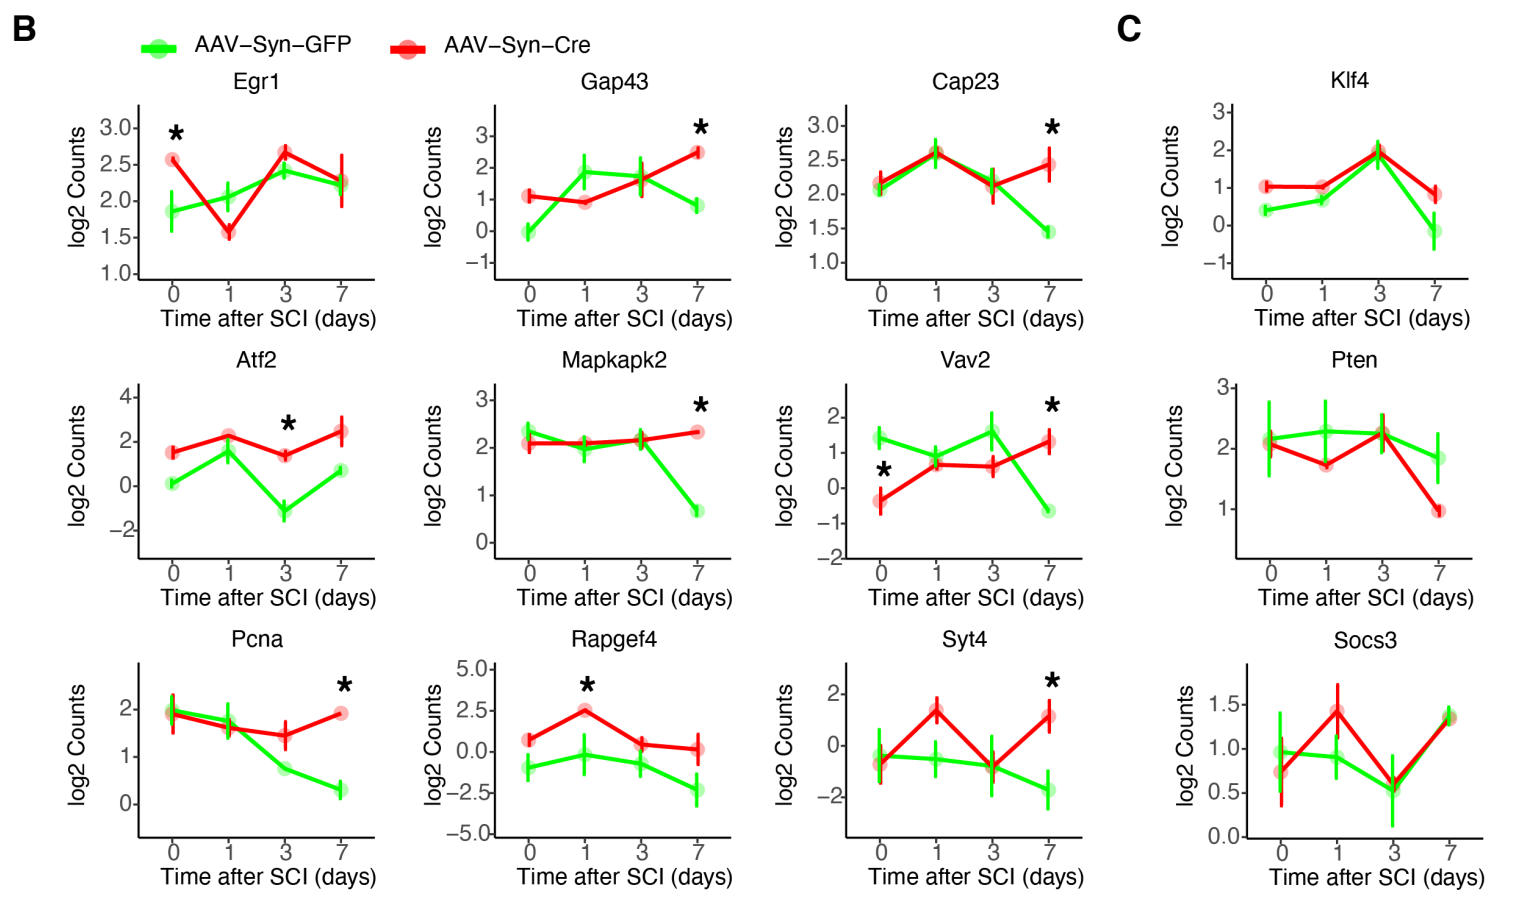 B
C
AAV−Syn−GFP AAV−Syn−Cre
Egr1
log2 Counts
3.0
2.5
2.0
1.5
1.0
*
0 1 3 7
Time after SCI (days)
Gap43
log2 Counts
3
2
1
0
−1
*
0 1 3 7
Time after SCI (days)
Cap23
log2 Counts
3.0
2.5
2.0
1.5
1.0
*
0 1 3 7
Time after SCI (days)
Klf4
log2 Counts
3
2
1
0
−1
0 1 3 7
Time after SCI (days)
Atf2
log2 Counts
4
2
0
−2
*
0 1 3 7
Time after SCI (days)
Mapkapk2
log2 Counts
3
2
1
0
*
0 1 3 7
Time after SCI (days)
Vav2
log2 Counts
2
1
0
−1
−2
* *
0 1 3 7
Time after SCI (days)
Pten
log2 Counts
3
2
1
0 1 3 7
Time after SCI (days)
Pcna
log2 Counts
2
1
0
*
0 1 3 7
Time after SCI (days)
Rapgef4
log2 Counts
5.0
2.5
0.0
−2.5
−5.0
*
0 1 3 7
Time after SCI (days)
Syt4
log2 Counts
2
0
−2
*
0 1 3 7
Time after SCI (days)
Socs3
log2 Counts
1.5
1.0
0.5
0.0
0 1 3 7
Time after SCI (days)